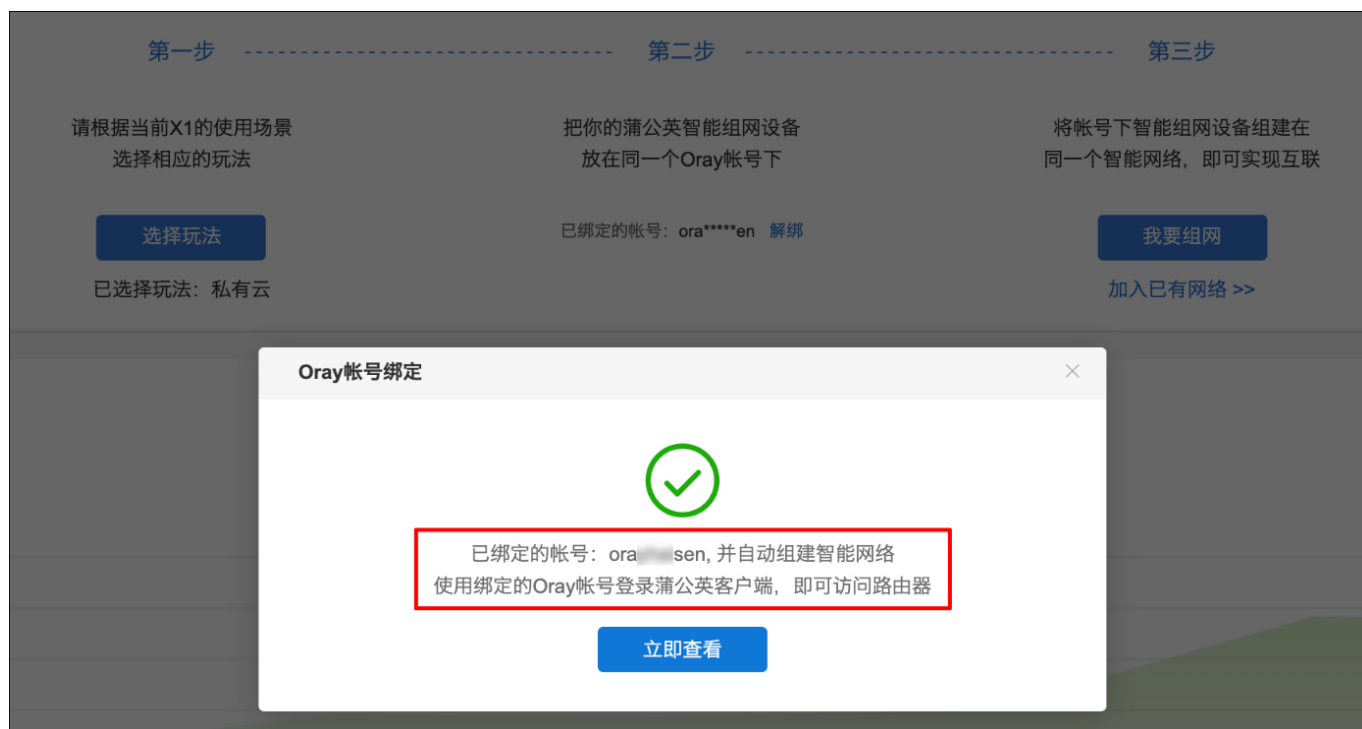 第一步
第二步
第三步
请根据当前X1的使用场景
选择相应的玩法
把你的蒲公英智能组网设备
放在同一个Oray帐号下
将帐号下智能组网设备组建在
同一个智能网络，即可实现互联
选择玩法
已绑定的帐号：ora*****en 解绑
我要组网
已选择玩法：私有云
加入已有网络 >>
Oray帐号绑定
已绑定的帐号：ora sen, 并自动组建智能网络
使用绑定的Oray帐号登录蒲公英客户端，即可访问路由器
立即查看